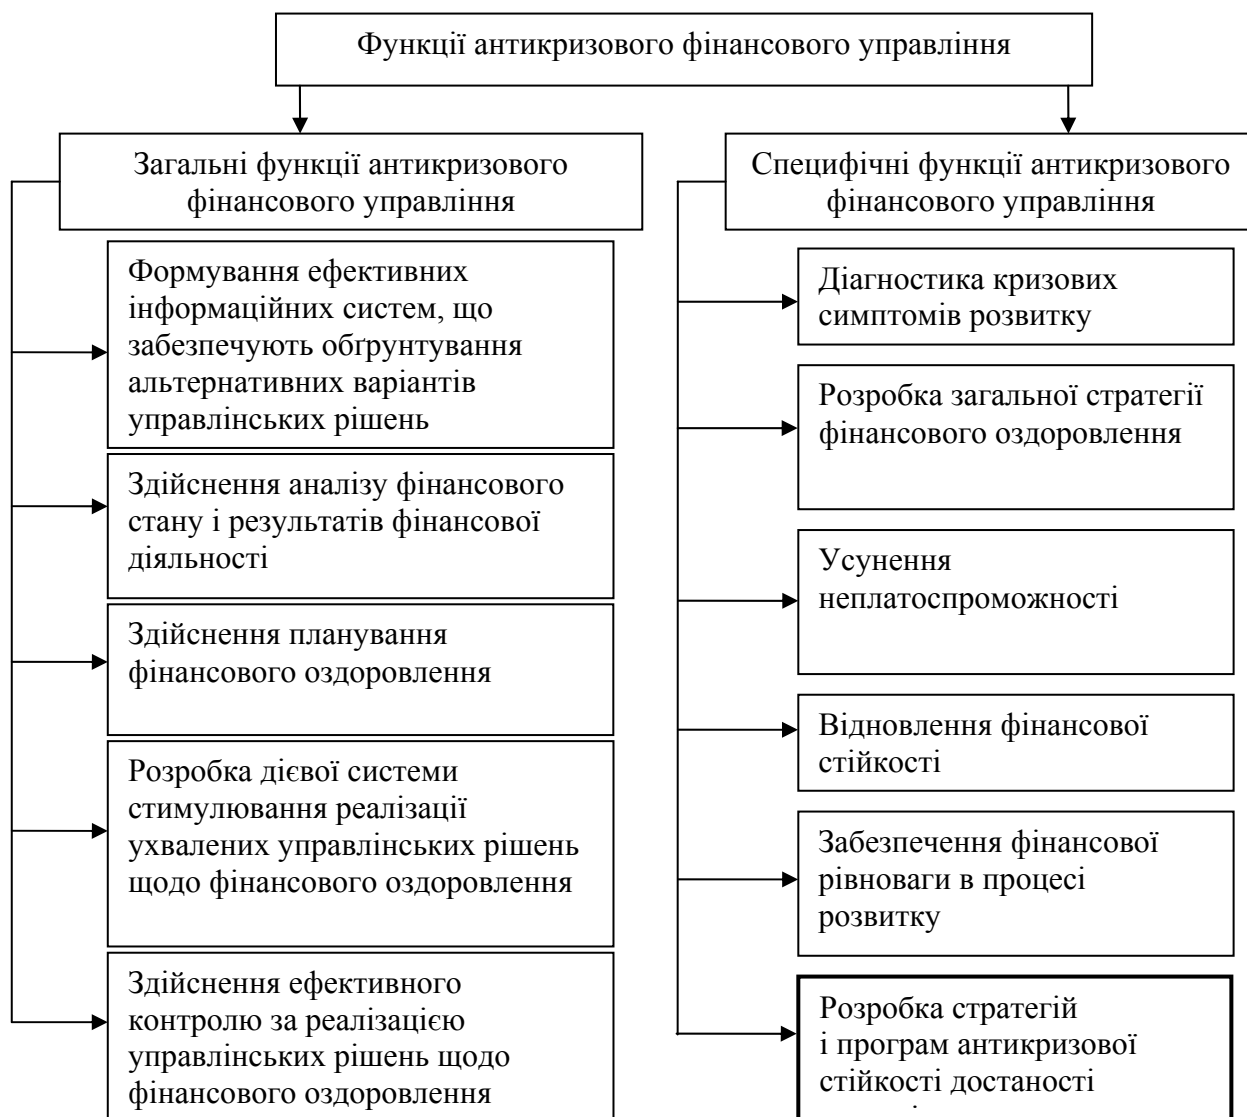 Функції антикризового фінансового управління
Загальні функції антикризового
фінансового управління
Формування ефективних
інформаційних систем, що
забезпечують обґрунтування
альтернативних варіантів
управлінських рішень
Здійснення аналізу фінансового
стану і результатів фінансової
діяльності
Здійснення планування
фінансового оздоровлення
Розробка дієвої системи
стимулювання реалізації
ухвалених управлінських рішень
щодо фінансового оздоровлення
Здійснення ефективного
контролю за реалізацією
управлінських рішень щодо
фінансового оздоровлення
Специфічні функції антикризового
фінансового управління
Діагностика кризових
симптомів розвитку
Розробка загальної стратегії
фінансового оздоровлення
Усунення
неплатоспроможності
Відновлення фінансової
стійкості
Забезпечення фінансової
рівноваги в процесі
розвитку
Розробка стратегій
і програм антикризової
стійкості достаності